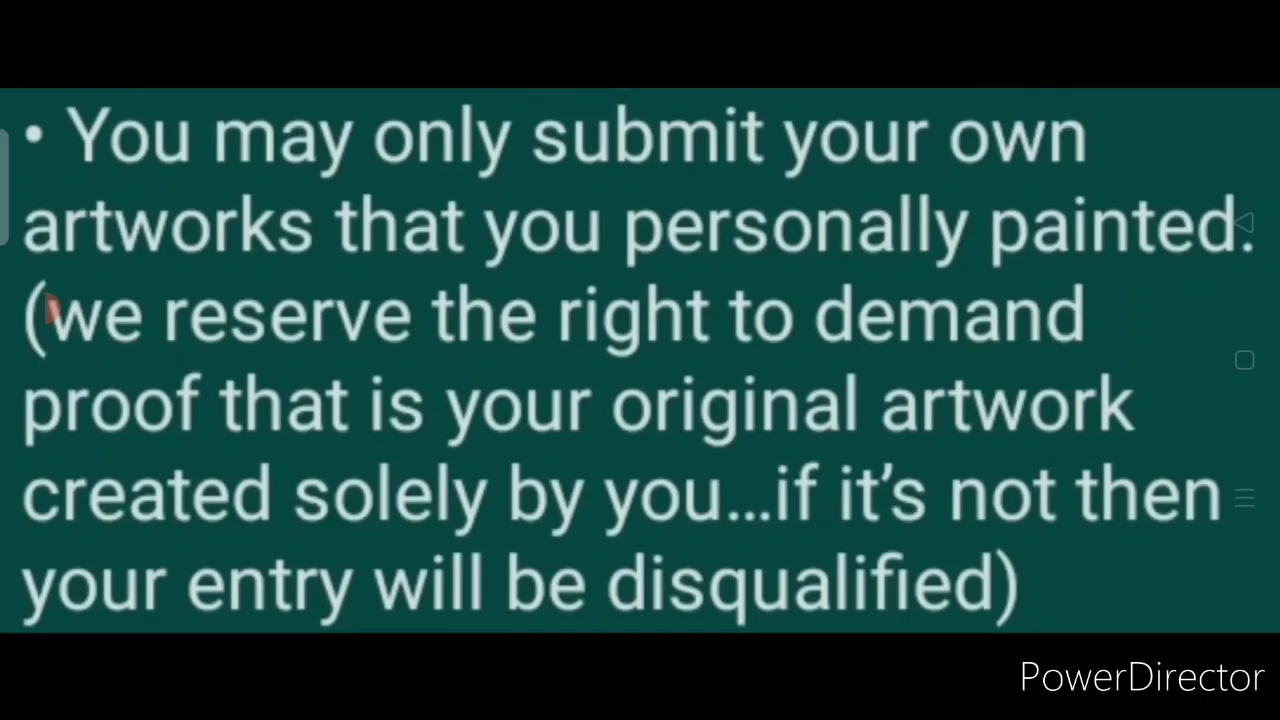 • You may only submit your own
artworks that you personally painted.
(we reserve the right to demand
proof that is your original artwork
created solely by you...if it’s not then
your entry will be disqualified)
PowerDirector